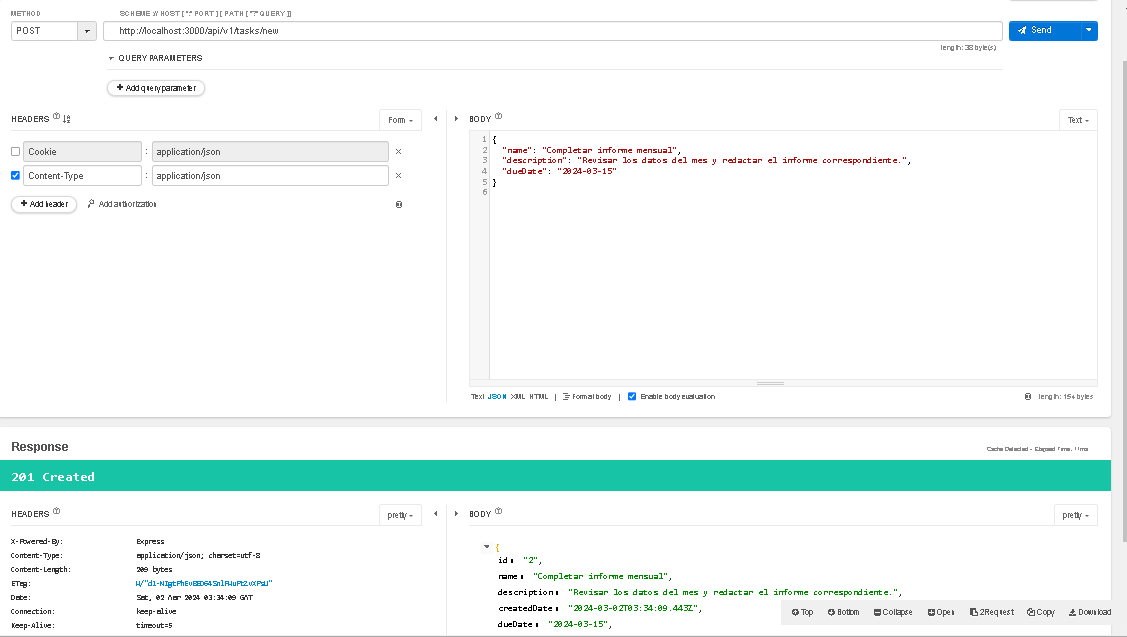 METHOD
SCHEME :// HOST [ ":" PORT ] [ PATH [ "?" QUERY ]]
POST
http://localhost:3000/api/v1/tasks/new
Send
length: 38 byte(s)
QUERY PARAMETERS
+ Add query parameter
HEADERS
Form
BODY
Text
Cookie : application/json
Content-Type : application/json
+ Add header
Add authorization
1 {
2 "name": "Completar informe mensual",
3 "description": "Revisar los datos del mes y redactar el informe correspondiente.",
4 "dueDate": "2024-03-15"
5 }
6
Text JSON XML HTML | Format body | Enable body evaluation
length: 154 bytes
Response
Cache Detected - Elapsed Time: 11ms
201 Created
HEADERS
pretty
BODY
pretty
X-Powered-By: Express
Content-Type: application/json; charset=utf-8
Content-Length: 209 bytes
ETag:
Date: Sat, 02 Mar 2024 03:34:09 GMT
Connection: keep-alive
Keep-Alive: timeout=5
{
id: "2",
name: "Completar informe mensual",
description: "Revisar los datos del mes y redactar el informe correspondiente.",
createdDate: "2024-03-02T03:34:09.443Z",
dueDate: "2024-03-15",
Top
Bottom
Collapse
Open
2Request
Copy
Download